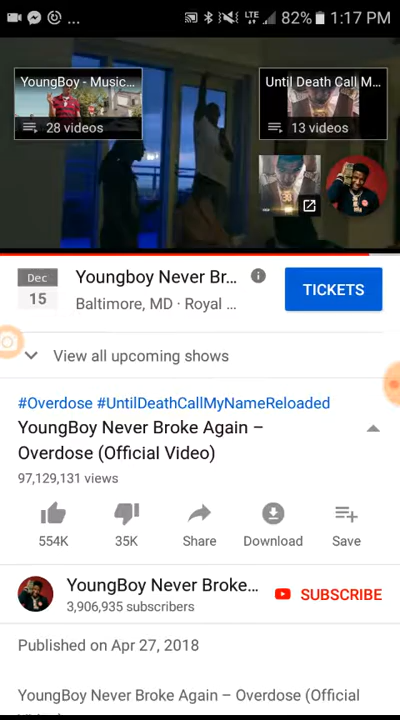 ...
LTE
82%
1:17 PM
YoungBoy - Music...
28 videos
Until Death Call M...
13 videos
Dec
15
Youngboy Never Br...
Baltimore, MD · Royal ...
TICKETS
View all upcoming shows
#Overdose #UntilDeathCallMyNameReloaded
YoungBoy Never Broke Again –
Overdose (Official Video)
97,129,131 views
554K
35K
Share
Download
Save
YoungBoy Never Broke...
3,906,935 subscribers
SUBSCRIBE
Published on Apr 27, 2018
YoungBoy Never Broke Again – Overdose (Official